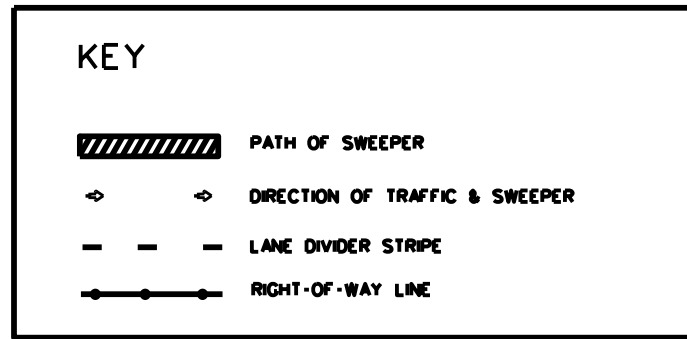 KEY
PATH OF SWEEPER
DIRECTION OF TRAFFIC & SWEEPER
LANE DIVIDER STRIPE
RIGHT-OF-WAY LINE